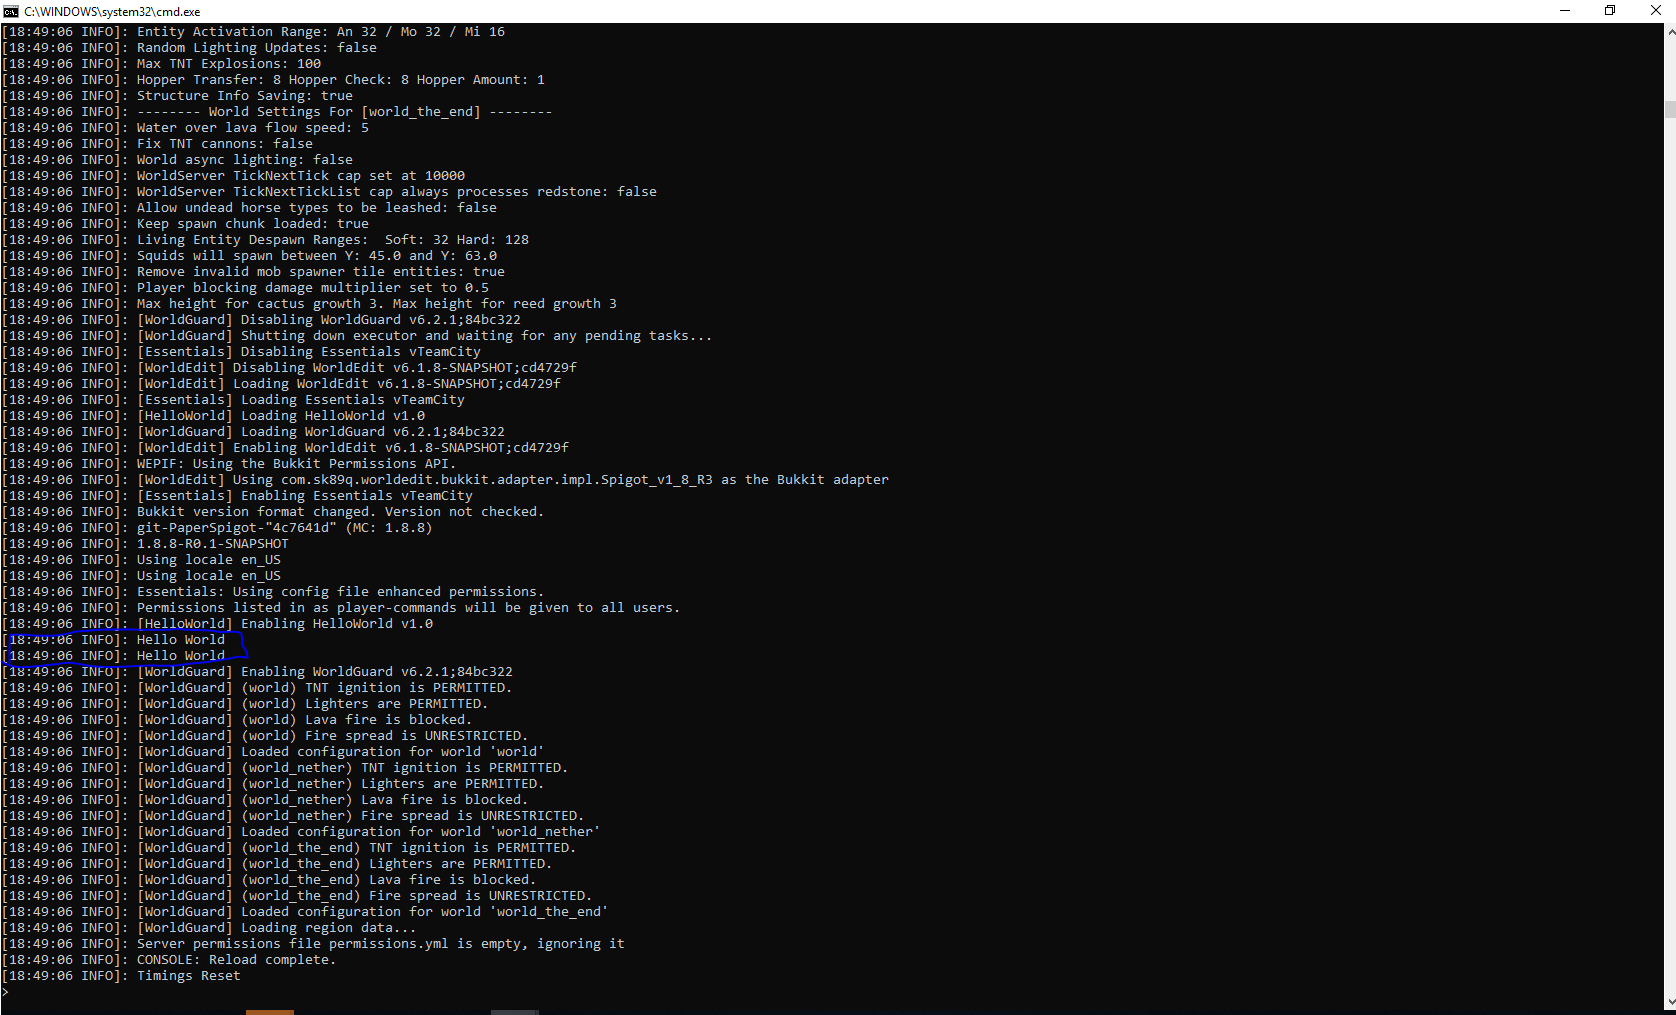 C:\WINDOWS\system32\cmd.exe
[18:49:06 INFO]: Entity Activation Range: An 32 / Mo 32 / Mi 16
[18:49:06 INFO]: Random Lighting Updates: false
[18:49:06 INFO]: Max TNT Explosions: 100
[18:49:06 INFO]: Hopper Transfer: 8 Hopper Check: 8 Hopper Amount: 1
[18:49:06 INFO]: Structure Info Saving: true
[18:49:06 INFO]: -------- World Settings For [world_the_end] --------
[18:49:06 INFO]: Water over lava flow speed: 5
[18:49:06 INFO]: Fix TNT cannons: false
[18:49:06 INFO]: World async lighting: false
[18:49:06 INFO]: WorldServer TickNextTick cap set at 10000
[18:49:06 INFO]: WorldServer TickNextTickList cap always processes redstone: false
[18:49:06 INFO]: Allow undead horse types to be leashed: false
[18:49:06 INFO]: Keep spawn chunk loaded: true
[18:49:06 INFO]: Living Entity Despawn Ranges:  Soft: 32 Hard: 128
[18:49:06 INFO]: Squids will spawn between Y: 45.0 and Y: 63.0
[18:49:06 INFO]: Remove invalid mob spawner tile entities: true
[18:49:06 INFO]: Player blocking damage multiplier set to 0.5
[18:49:06 INFO]: Max height for cactus growth 3. Max height for reed growth 3
[18:49:06 INFO]: [WorldGuard] Disabling WorldGuard v6.2.1;84bc322
[18:49:06 INFO]: [WorldGuard] Shutting down executor and waiting for any pending tasks...
[18:49:06 INFO]: [Essentials] Disabling Essentials vTeamCity
[18:49:06 INFO]: [WorldEdit] Disabling WorldEdit v6.1.8-SNAPSHOT;cd4729f
[18:49:06 INFO]: [WorldEdit] Loading WorldEdit v6.1.8-SNAPSHOT;cd4729f
[18:49:06 INFO]: [Essentials] Loading Essentials vTeamCity
[18:49:06 INFO]: [HelloWorld] Loading HelloWorld v1.0
[18:49:06 INFO]: [WorldGuard] Loading WorldGuard v6.2.1;84bc322
[18:49:06 INFO]: [WorldEdit] Enabling WorldEdit v6.1.8-SNAPSHOT;cd4729f
[18:49:06 INFO]: WEPIF: Using the Bukkit Permissions API.
[18:49:06 INFO]: [WorldEdit] Using com.sk89q.worldedit.bukkit.adapter.impl.Spigot_v1_8_R3 as the Bukkit adapter
[18:49:06 INFO]: [Essentials] Enabling Essentials vTeamCity
[18:49:06 INFO]: Bukkit version format changed. Version not checked.
[18:49:06 INFO]: git-PaperSpigot-"4c7641d" (MC: 1.8.8)
[18:49:06 INFO]: 1.8.8-R0.1-SNAPSHOT
[18:49:06 INFO]: Using locale en_US
[18:49:06 INFO]: Using locale en_US
[18:49:06 INFO]: Essentials: Using config file enhanced permissions.
[18:49:06 INFO]: Permissions listed in as player-commands will be given to all users.
[18:49:06 INFO]: [HelloWorld] Enabling HelloWorld v1.0
[18:49:06 INFO]: Hello World
[18:49:06 INFO]: Hello World
[18:49:06 INFO]: [WorldGuard] Enabling WorldGuard v6.2.1;84bc322
[18:49:06 INFO]: [WorldGuard] (world) TNT ignition is PERMITTED.
[18:49:06 INFO]: [WorldGuard] (world) Lighters are PERMITTED.
[18:49:06 INFO]: [WorldGuard] (world) Lava fire is blocked.
[18:49:06 INFO]: [WorldGuard] (world) Fire spread is UNRESTRICTED.
[18:49:06 INFO]: [WorldGuard] Loaded configuration for world 'world'
[18:49:06 INFO]: [WorldGuard] (world_nether) TNT ignition is PERMITTED.
[18:49:06 INFO]: [WorldGuard] (world_nether) Lighters are PERMITTED.
[18:49:06 INFO]: [WorldGuard] (world_nether) Lava fire is blocked.
[18:49:06 INFO]: [WorldGuard] (world_nether) Fire spread is UNRESTRICTED.
[18:49:06 INFO]: [WorldGuard] Loaded configuration for world 'world_nether'
[18:49:06 INFO]: [WorldGuard] (world_the_end) TNT ignition is PERMITTED.
[18:49:06 INFO]: [WorldGuard] (world_the_end) Lighters are PERMITTED.
[18:49:06 INFO]: [WorldGuard] (world_the_end) Lava fire is blocked.
[18:49:06 INFO]: [WorldGuard] (world_the_end) Fire spread is UNRESTRICTED.
[18:49:06 INFO]: [WorldGuard] Loaded configuration for world 'world_the_end'
[18:49:06 INFO]: [WorldGuard] Loading region data...
[18:49:06 INFO]: Server permissions file permissions.yml is empty, ignoring it
[18:49:06 INFO]: CONSOLE: Reload complete.
[18:49:06 INFO]: Timings Reset
>